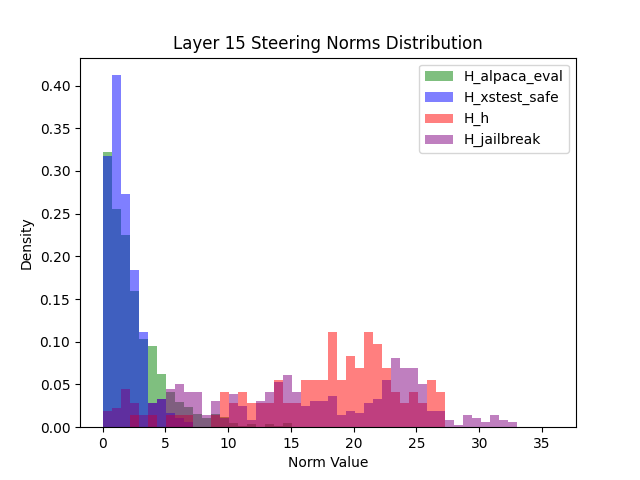 Layer 15 Steering Norms Distribution
H_alpaca_eval
H_xstest_safe
H_h
H_jailbreak
Density
0.40
0.35
0.30
0.25
0.20
0.15
0.10
0.05
0.00
0 5 10 15 20 25 30 35
Norm Value